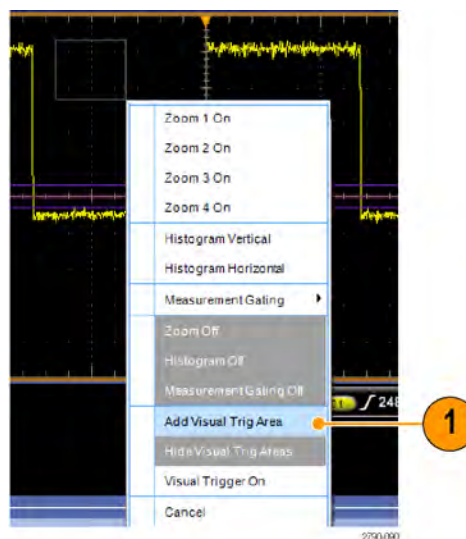 Zoom 1 On
Zoom 2 On
Zoom 3 On
Zoom 4 On
Histogram Vertical
Histogram Horizontal
Measurement Gating
Zoom Off
Histogram Off
Measurement Gating Off
Add Visual Trig Area
1
248
Hide Visual Trig Areas
Visual Trigger On
Cancel